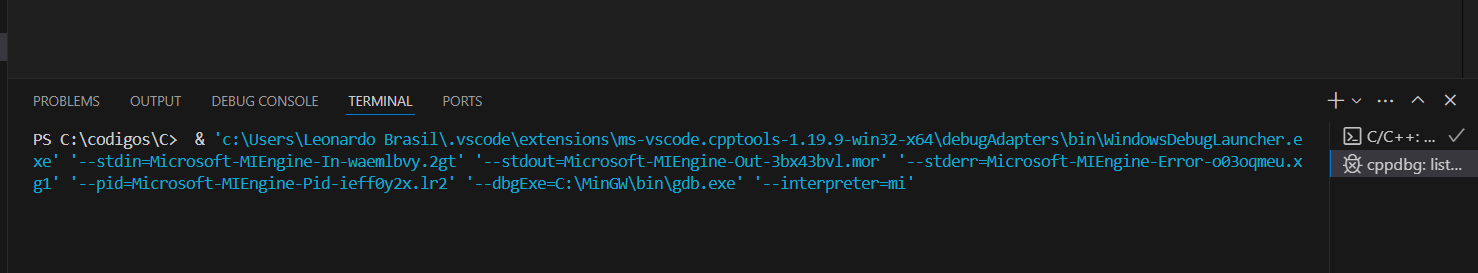 PROBLEMS OUTPUT DEBUG CONSOLE TERMINAL PORTS
PS C:\codigos\C>  & 'c:\Users\Leonardo Brasil\.vscode\extensions\ms-vscode.cpptools-1.19.9-win32-x64\debugAdapters\bin\WindowsDebugLauncher.e
xe' '--stdin=Microsoft-MIEngine-In-waemlbvy.2gt' '--stdout=Microsoft-MIEngine-Out-3bx43bvl.mor' '--stderr=Microsoft-MIEngine-Error-o03oqmeu.x
g1' '--pid=Microsoft-MIEngine-Pid-ieff0y2x.lr2' '--dbgExe=C:\MinGW\bin\gdb.exe' '--interpreter=mi'
C/C++: ...
cppdbg: list...